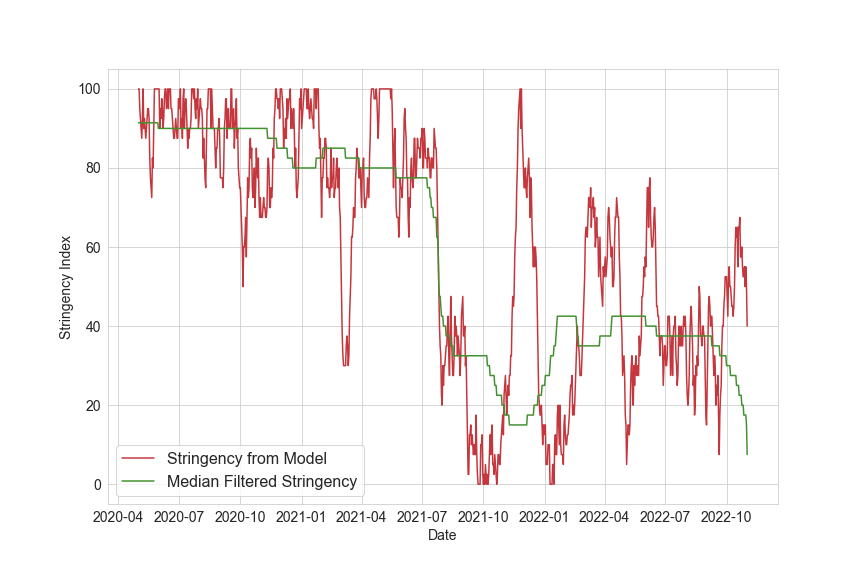 100
80
60
40
20
0
Stringency Index
Stringency from Model
Median Filtered Stringency
2020-04 2020-07 2020-10 2021-01 2021-04 2021-07 2021-10 2022-01 2022-04 2022-07 2022-10
Date